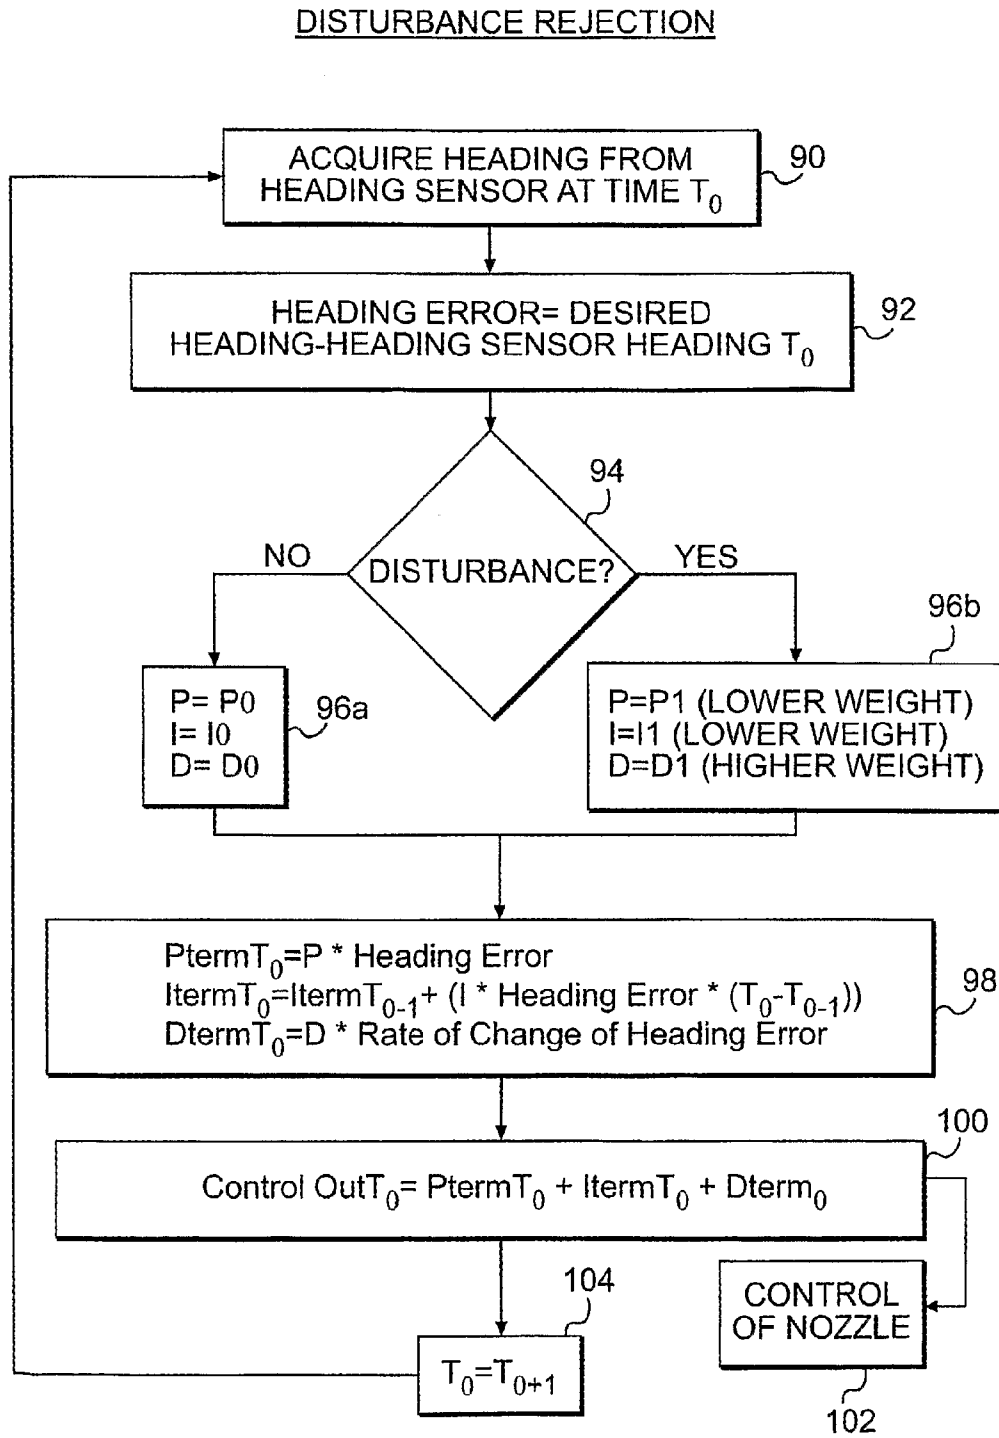 DISTURBANCE REJECTION
ACQUIRE HEADING FROM
HEADING SENSOR AT TIME T₀
90
HEADING ERROR= DESIRED
HEADING-HEADING SENSOR HEADING T₀
92
94
DISTURBANCE?
NO
YES
P= P0
I= I0
D= D0
96a
96b
P=P1 (LOWER WEIGHT)
I=I1 (LOWER WEIGHT)
D=D1 (HIGHER WEIGHT)
PtermT₀=P * Heading Error
ItermT₀=ItermT₀₋₁+ (I * Heading Error * (T₀-T₀₋₁))
DtermT₀=D * Rate of Change of Heading Error
98
Control OutT₀= PtermT₀ + ItermT₀ + Dterm₀
100
CONTROL
OF NOZZLE
102
104
T₀=T₀₊₁